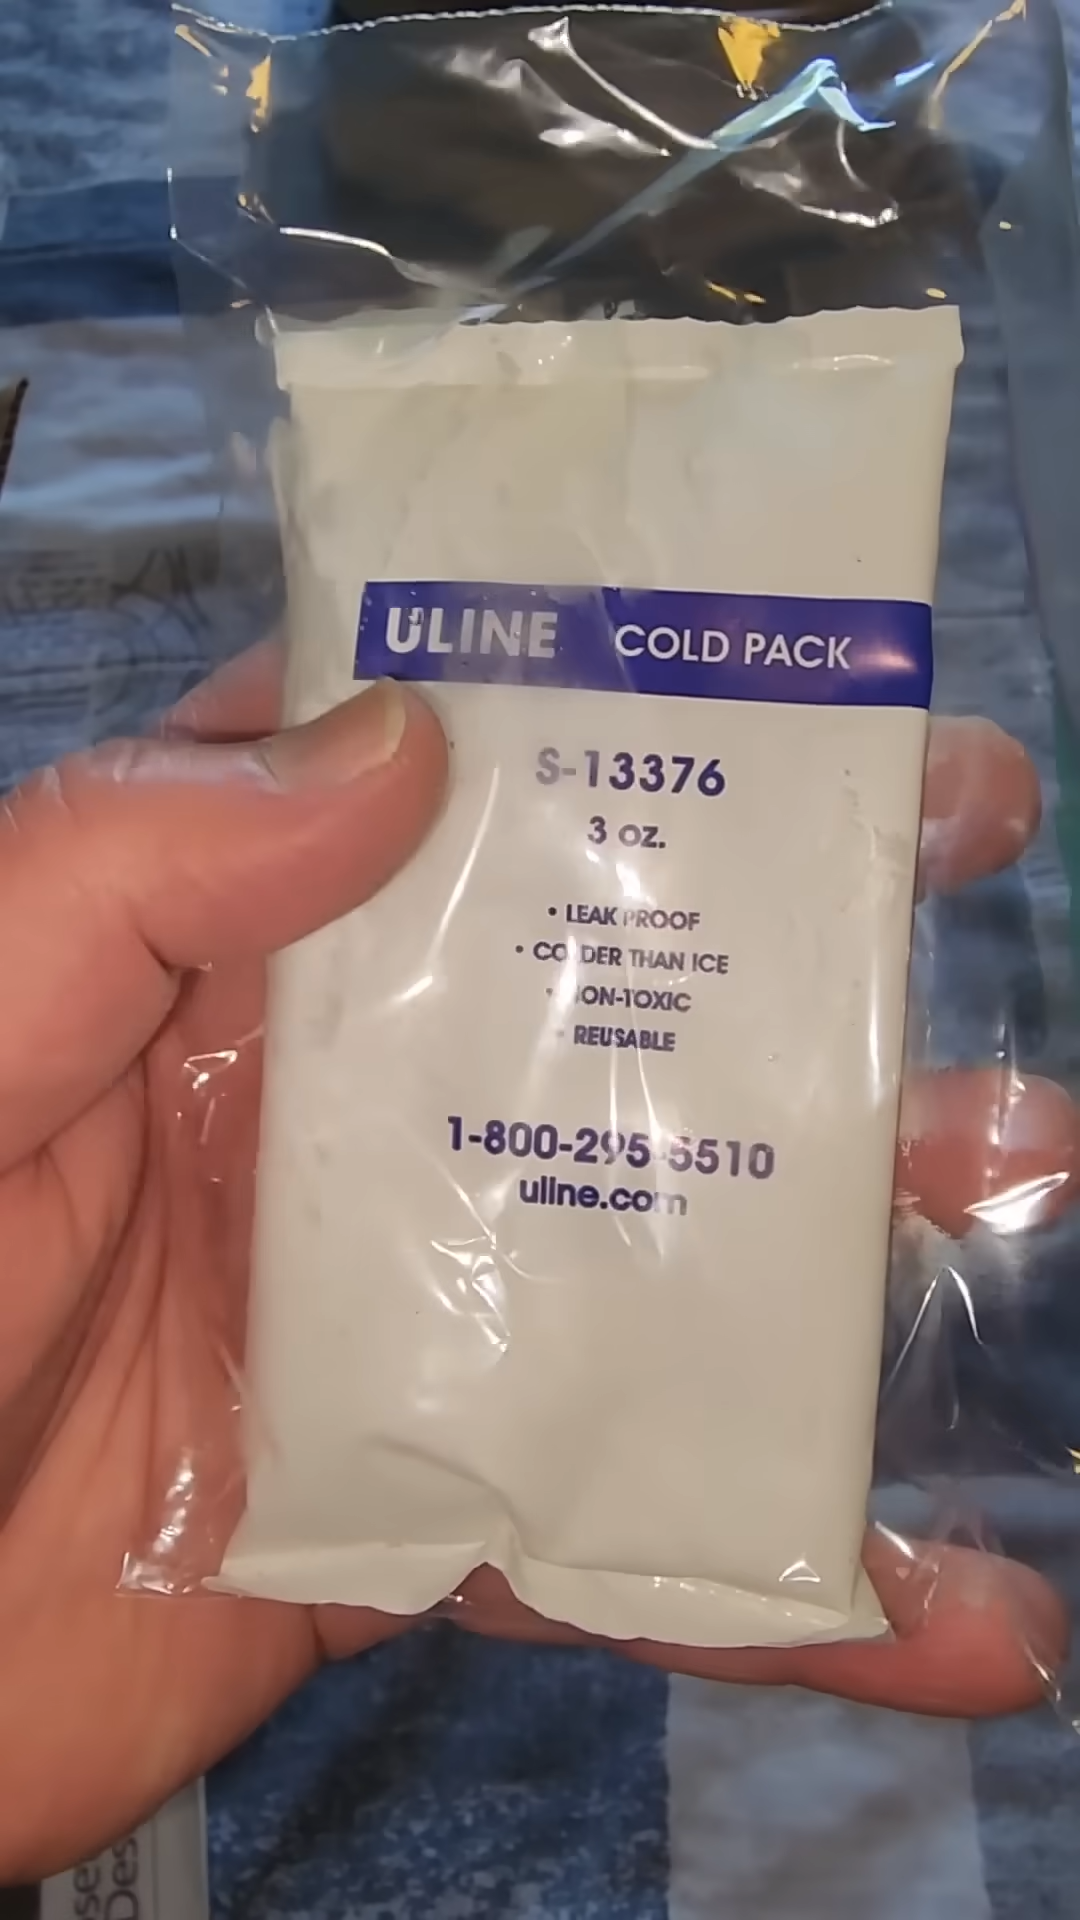 ULINE COLD PACK
S-13376
3 oz.
• LEAK PROOF
• COLDER THAN ICE
• NON-TOXIC
• REUSABLE
1-800-295-5510
uline.com